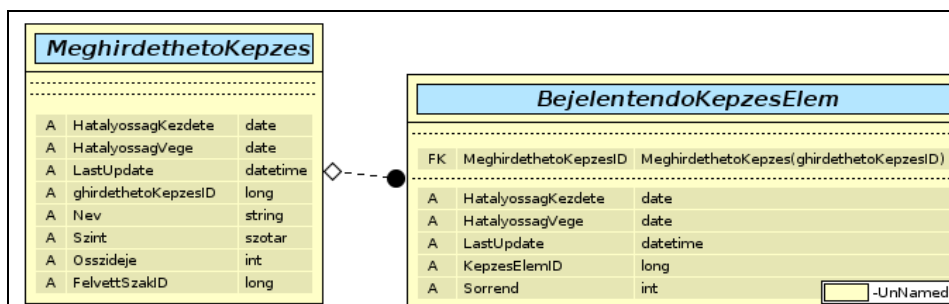 MeghirdethetoKepzes
A HatalyossagKezdete date
A HatalyossagVege date
A LastUpdate datetime
A ghirdethetoKepzesID long
A Nev string
A Szint szotar
A Osszideje int
A FelvettSzakID long
BejelentendoKepzesElem
FK MeghirdethetoKepzesID MeghirdethetoKepzes(ghirdethetoKepzesID)
A HatalyossagKezdete date
A HatalyossagVege date
A LastUpdate datetime
A KepzesElemID long
A Sorrend int
-UnNamed